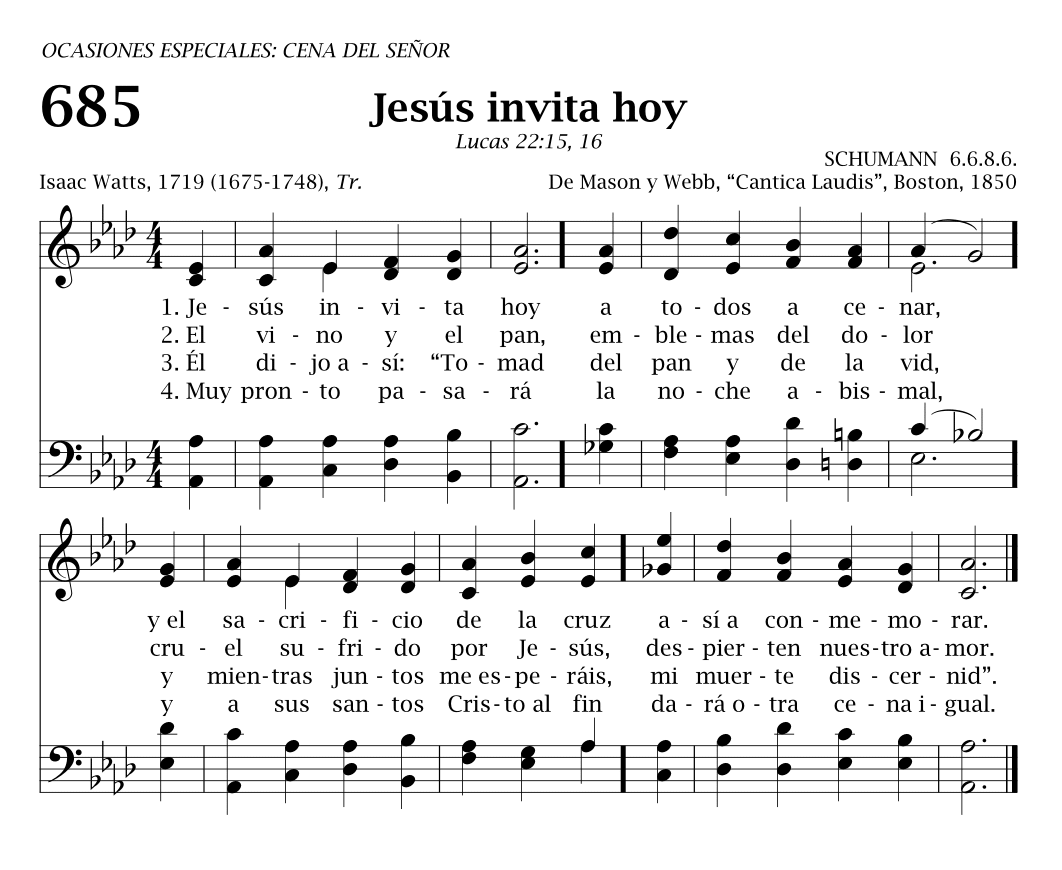 OCASIONES ESPECIALES: CENA DEL SEÑOR
685
Jesús invita hoy
Lucas 22:15, 16
SCHUMANN 6.6.8.6.
Isaac Watts, 1719 (1675-1748), Tr.
De Mason y Webb, “Cantica Laudis”, Boston, 1850
1. Je - sús in - vi - ta hoy a to - dos a ce - nar,
2. El vi - no y el pan, em - ble - mas del do - lor
3. Él di - jo a - sí: “To - mad del pan y de la vid,
4. Muy pron - to pa - sa - rá la no - che a - bis - mal,
y el sa - cri - fi - cio de la cruz a - sí a con - me - mo - rar.
cru - el su - fri - do por Je - sús, des - pier - ten nues - tro a - mor.
y mien - tras jun - tos me es - pe - ráis, mi muer - te dis - cer - nid”.
y a sus san - tos Cris - to al fin da - rá o - tra ce - na i - gual.